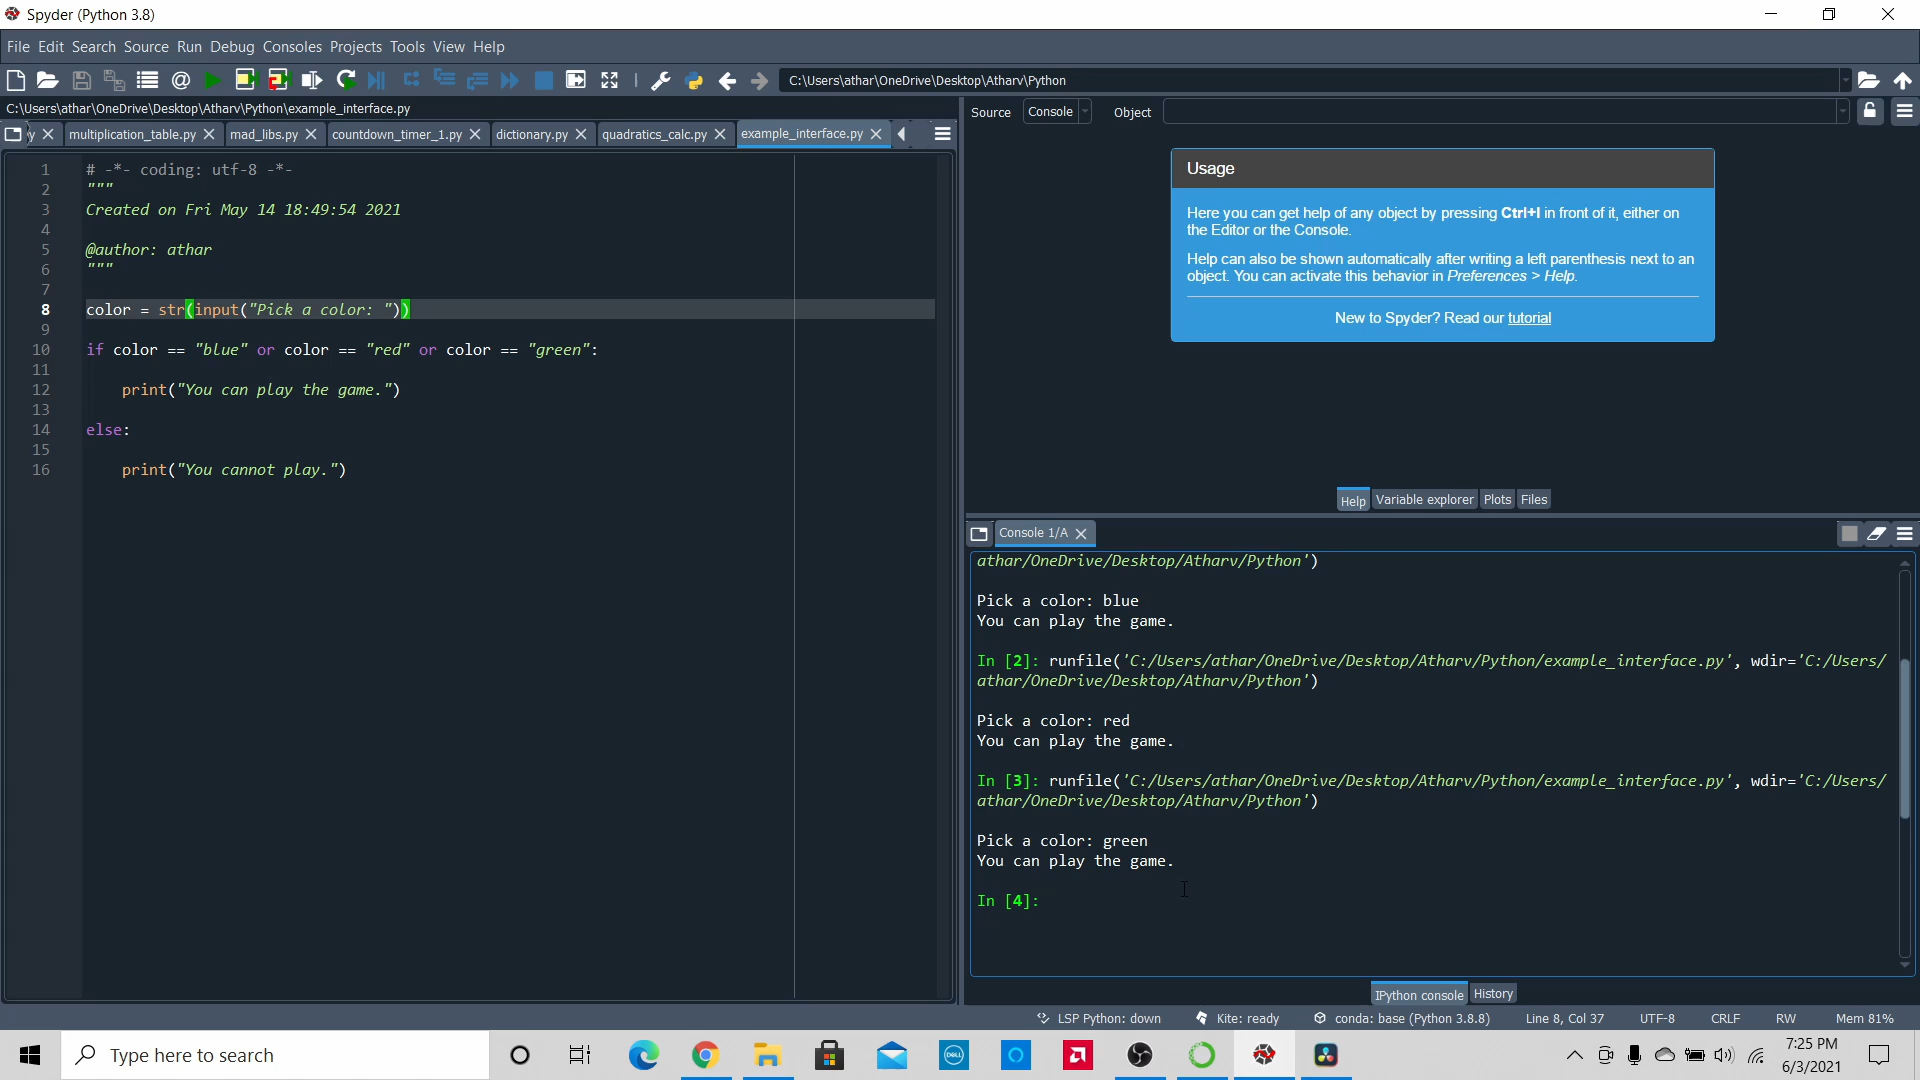 Spyder (Python 3.8)
File Edit Search Source Run Debug Consoles Projects Tools View Help
C:\Users\athar\OneDrive\Desktop\Atharv\Python
C:\Users\athar\OneDrive\Desktop\Atharv\Python\example_interface.py
y multiplication_table.py mad_libs.py countdown_timer_1.py dictionary.py quadratics_calc.py example_interface.py
1 # -*- coding: utf-8 -*-
2 """
3 Created on Fri May 14 18:49:54 2021
4
5 @author: athar
6 """
7
8 color = str(input("Pick a color: "))
9
10 if color == "blue" or color == "red" or color == "green":
11
12 print("You can play the game.")
13
14 else:
15
16 print("You cannot play.")
Source Console Object
Usage
Here you can get help of any object by pressing Ctrl+I in front of it, either on
the Editor or the Console.
Help can also be shown automatically after writing a left parenthesis next to an
object. You can activate this behavior in Preferences > Help.
New to Spyder? Read our tutorial
Help Variable explorer Plots Files
Console 1/A
athar/OneDrive/Desktop/Atharv/Python')
Pick a color: blue
You can play the game.
In [2]: runfile('C:/Users/athar/OneDrive/Desktop/Atharv/Python/example_interface.py', wdir='C:/Users/
athar/OneDrive/Desktop/Atharv/Python')
Pick a color: red
You can play the game.
In [3]: runfile('C:/Users/athar/OneDrive/Desktop/Atharv/Python/example_interface.py', wdir='C:/Users/
athar/OneDrive/Desktop/Atharv/Python')
Pick a color: green
You can play the game.
In [4]:
IPython console History
LSP Python: down Kite: ready conda: base (Python 3.8.8) Line 8, Col 37 UTF-8 CRLF RW Mem 81%
Type here to search
DELL
7:25 PM
6/3/2021